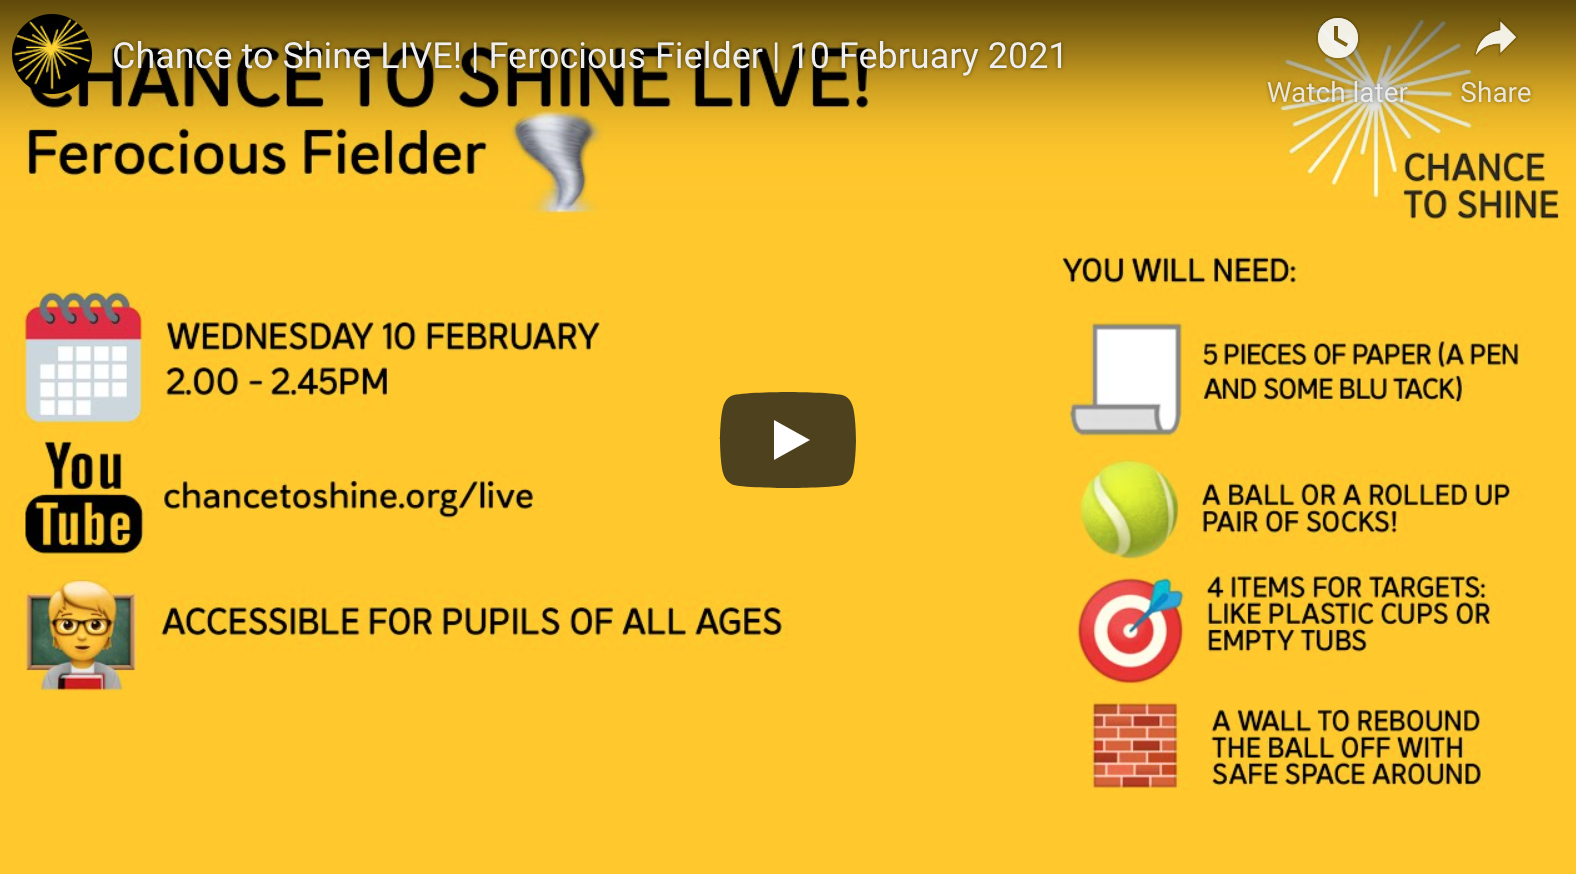 Chance to Shine LIVE! | Ferocious Fielder | 10 February 2021
Watch later
Share
CHANCE TO SHINE LIVE!
Ferocious Fielder
CHANCE
TO SHINE
WEDNESDAY 10 FEBRUARY
2.00 - 2.45PM
You
Tube
chancetoshine.org/live
ACCESSIBLE FOR PUPILS OF ALL AGES
YOU WILL NEED:
5 PIECES OF PAPER (A PEN
AND SOME BLU TACK)
A BALL OR A ROLLED UP
PAIR OF SOCKS!
4 ITEMS FOR TARGETS:
LIKE PLASTIC CUPS OR
EMPTY TUBS
A WALL TO REBOUND
THE BALL OFF WITH
SAFE SPACE AROUND